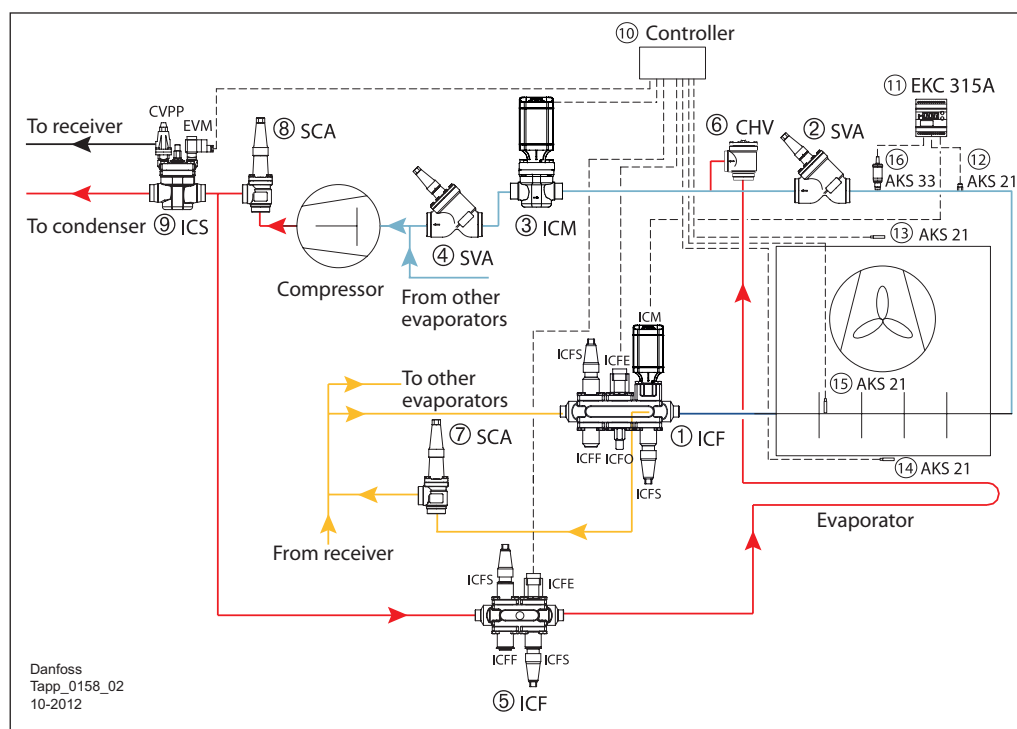 ⑩ Controller
⑪ EKC 315A
CVPP
EVM
⑧ SCA
To receiver
⑥ CHV
② SVA
⑯
AKS 33
⑫
AKS 21
To condenser
⑨ ICS
③ ICM
④ SVA
⑬ AKS 21
Compressor
From other
evaporators
ICM
ICFS
ICFE
To other
evaporators
⑮ AKS 21
⑦ SCA
① ICF
ICFF
ICFO
ICFS
⑭ AKS 21
Evaporator
From receiver
ICFS
ICFE
ICFF
ICFS
⑤ ICF
Danfoss
Tapp_0158_02
10-2012